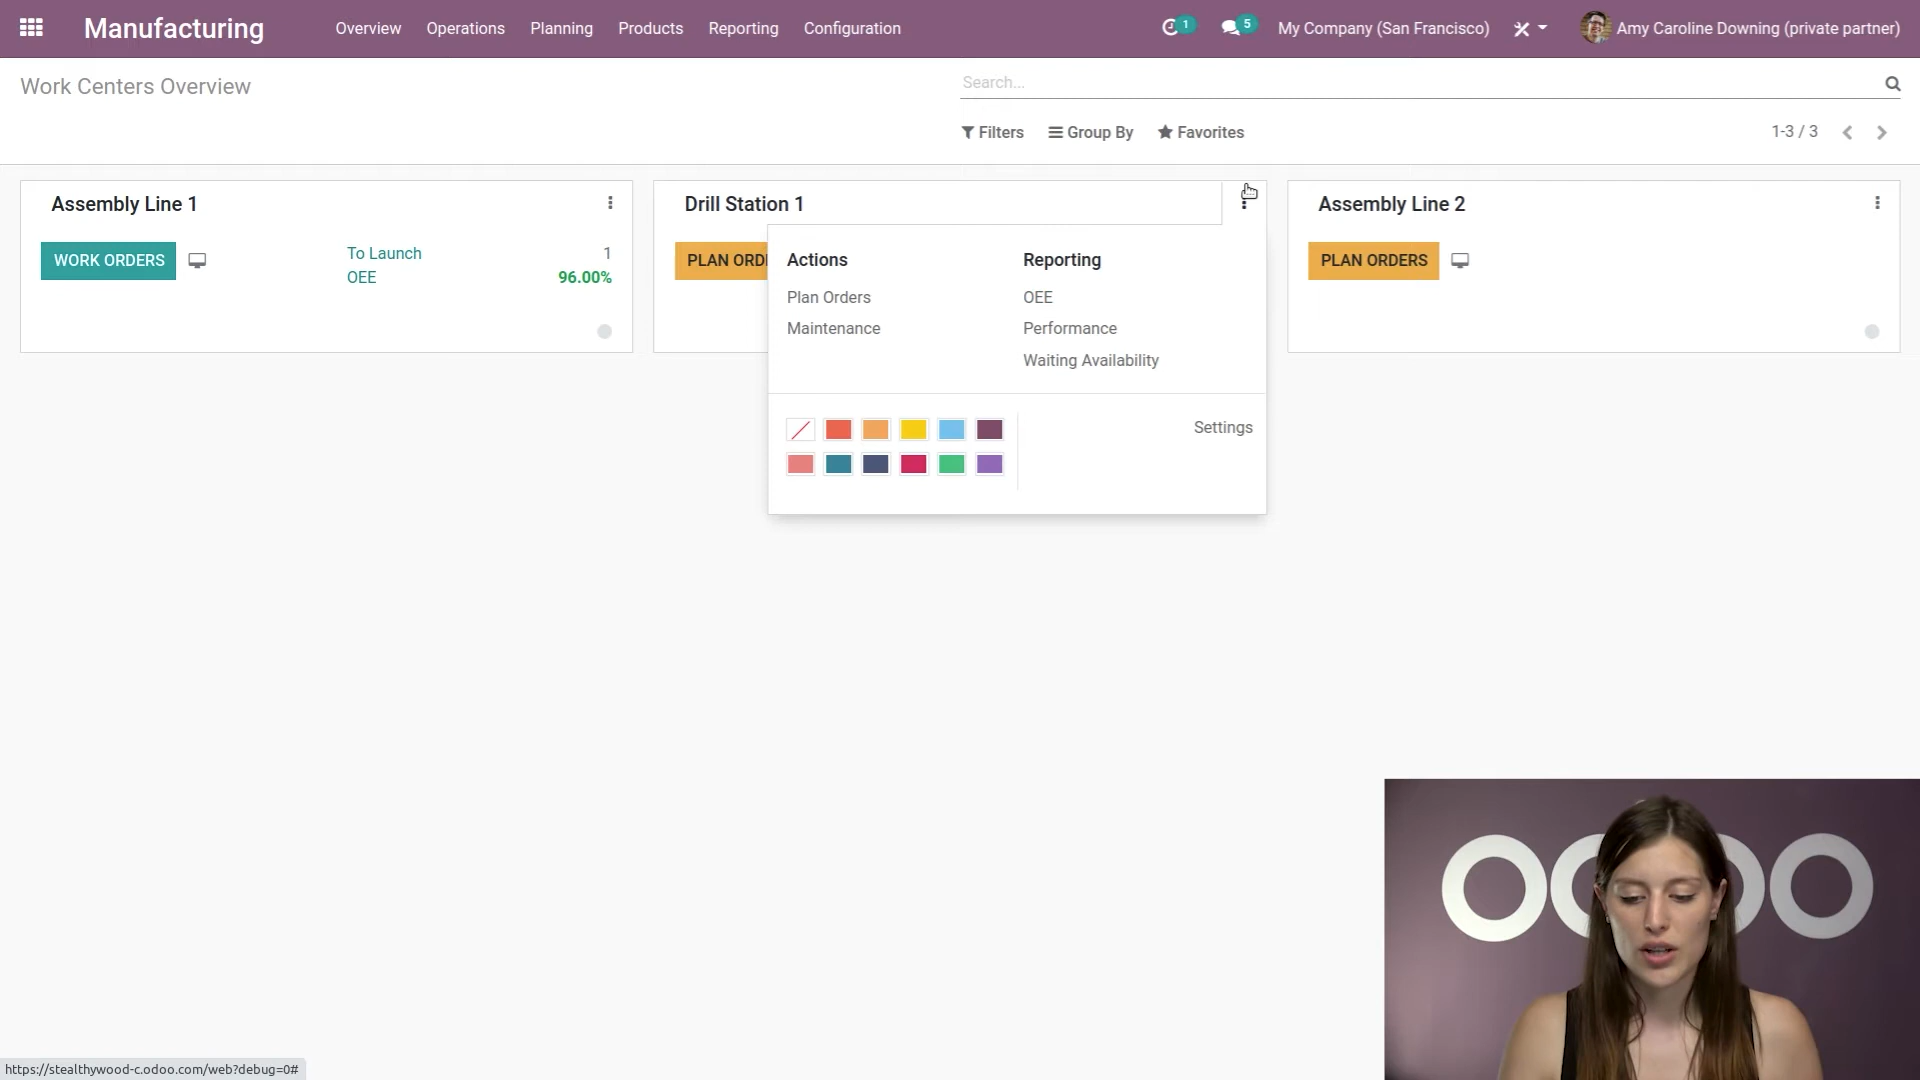 Manufacturing
Overview
Operations
Planning
Products
Reporting
Configuration
1
5
My Company (San Francisco)
Amy Caroline Downing (private partner)
Work Centers Overview
Search...
Filters
Group By
Favorites
1-3 / 3
Assembly Line 1
WORK ORDERS
To Launch
1
OEE
96.00%
Drill Station 1
PLAN ORD
Actions
Plan Orders
Maintenance
Reporting
OEE
Performance
Waiting Availability
Settings
Assembly Line 2
PLAN ORDERS
https://stealthywood-c.odoo.com/web?debug=0#